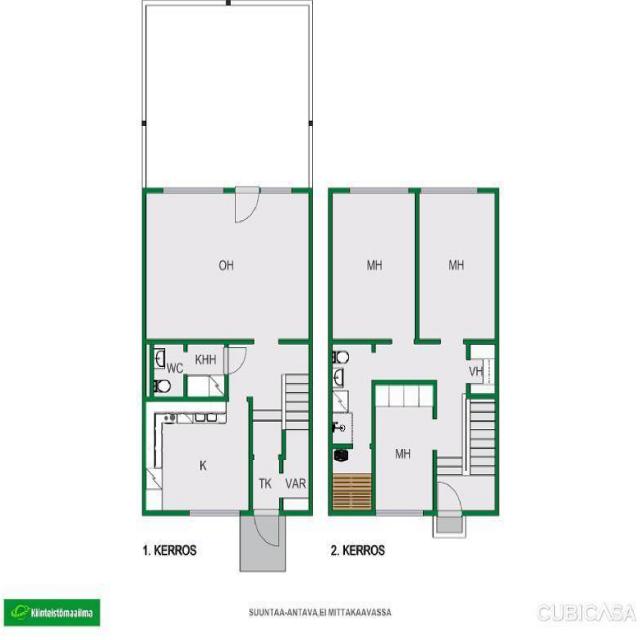 OH
MH
MH
WC
KHH
VH
K
TK
VAR
MH
1. KERROS
2. KERROS
Kiinteistömaailma
SUUNTAA-ANTAVA,EI MITTAKAAVASSA
CUBICASA